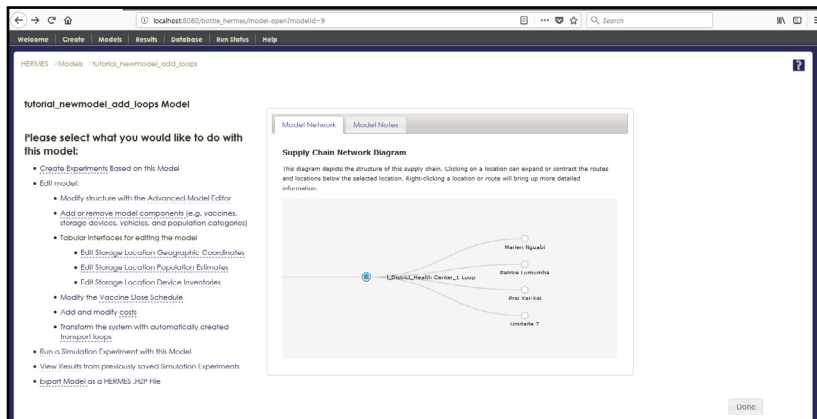 localhost:8080/bottle_hermes/model-open?modelId=9
Search
Welcome Create Models Results Database Run Status Help
HERMES >Models >tutorial_newmodel_add_loops
?
tutorial_newmodel_add_loops Model
Please select what you would like to do with
this model:
Create Experiments Based on this Model
Edit model:
Modify structure with the Advanced Model Editor
Add or remove model components (e.g. vaccines,
storage devices, vehicles, and population categories)
Tabular interfaces for editing the model
Edit Storage Location Geographic Coordinates
Edit Storage Location Population Estimates
Edit Storage Location Device Inventories
Modify the Vaccine Dose Schedule
Add and modify costs
Transform the system with automatically created
transport loops
Run a Simulation Experiment with this Model
View Results from previously saved Simulation Experiments
Export Model as a HERMES .HZP File
Model Network Model Notes
Supply Chain Network Diagram
This diagram depicts the structure of this supply chain. Clicking on a location can expand or contract the routes
and locations below the selected location. Right-clicking a location or route will bring up more detailed
information.
Marien Nguabi
l_District_Health Center_1 Loop
Patrice Lumumba
Prai Xai-Xai
Unidade 7
Done